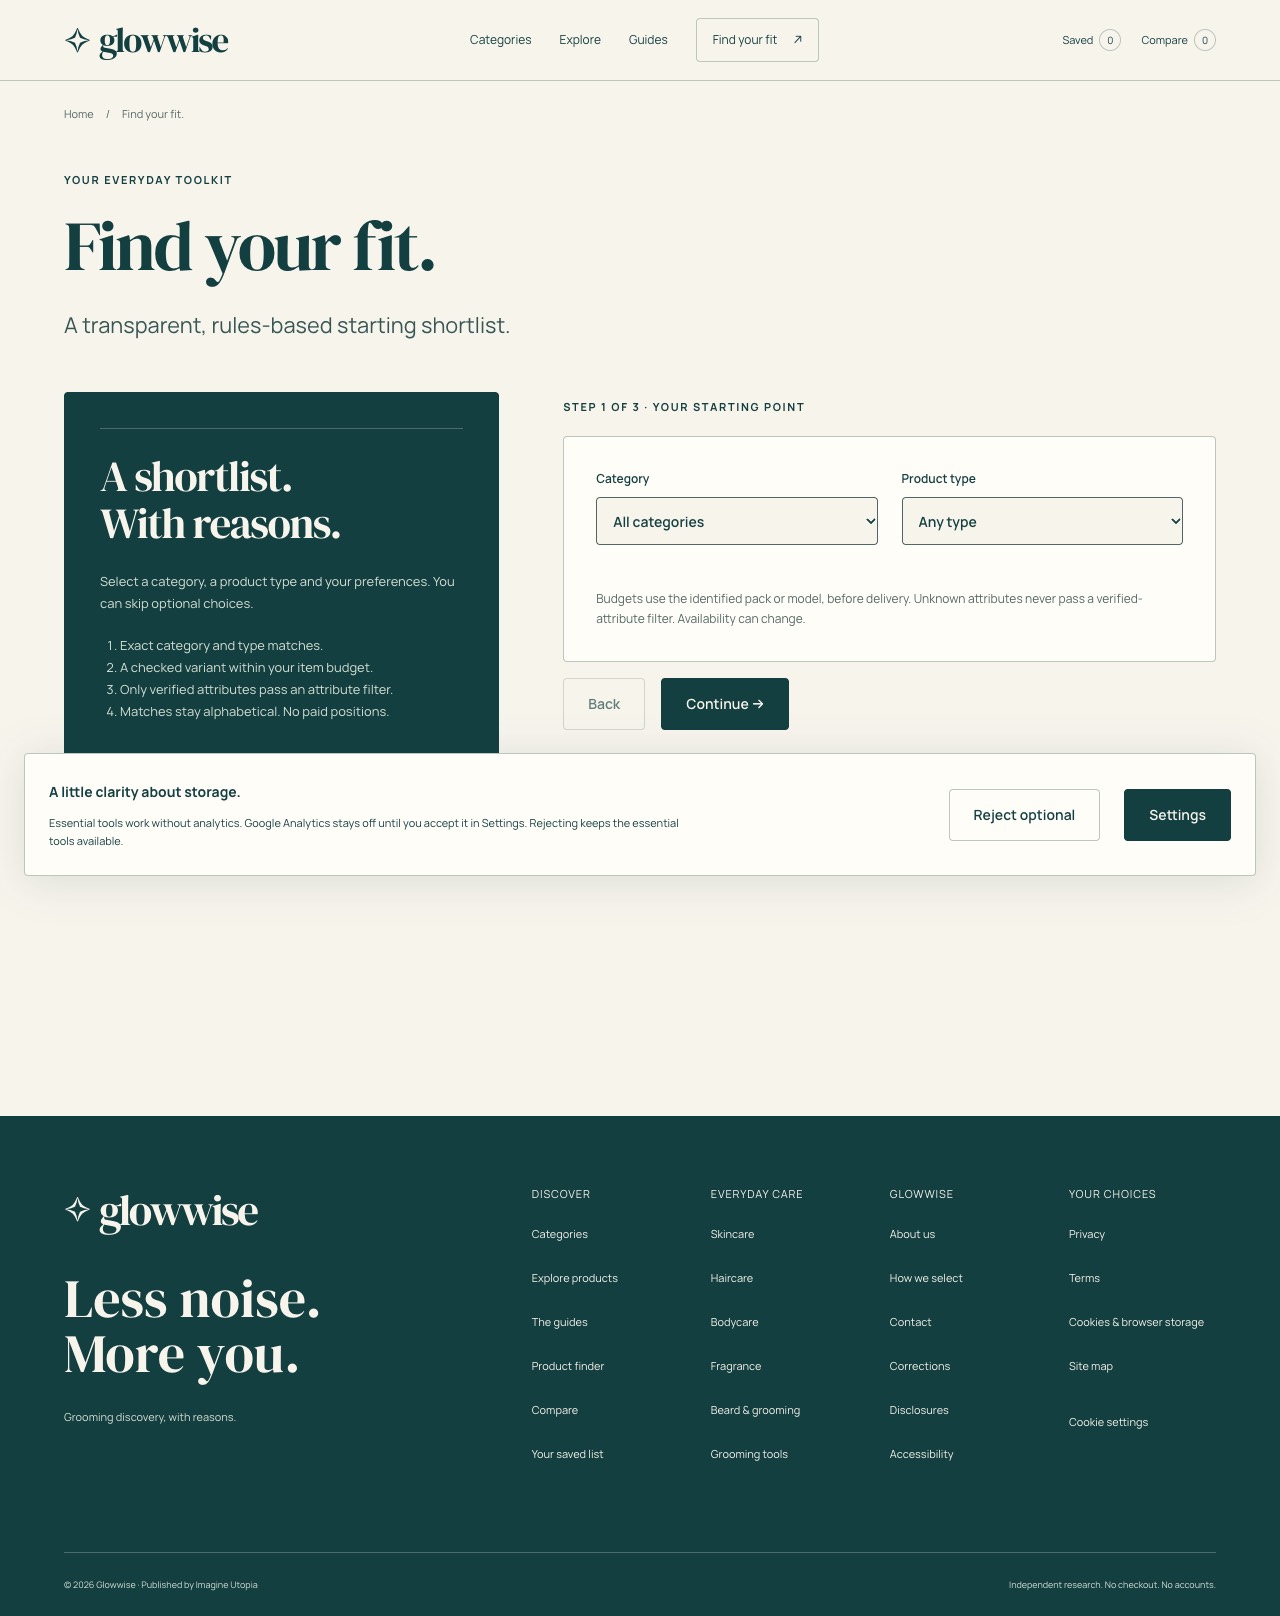 glowwise
Categories
Explore
Guides
Find your fit ↗
Saved 0
Compare 0
Home / Find your fit.
YOUR EVERYDAY TOOLKIT
Find your fit.
A transparent, rules-based starting shortlist.
A shortlist.
With reasons.
Select a category, a product type and your preferences. You
can skip optional choices.
1. Exact category and type matches.
2. A checked variant within your item budget.
3. Only verified attributes pass an attribute filter.
4. Matches stay alphabetical. No paid positions.
STEP 1 OF 3 · YOUR STARTING POINT
Category
All categories
Product type
Any type
Budgets use the identified pack or model, before delivery. Unknown attributes never pass a verified-
attribute filter. Availability can change.
Back
Continue →
A little clarity about storage.
Essential tools work without analytics. Google Analytics stays off until you accept it in Settings. Rejecting keeps the essential
tools available.
Reject optional
Settings
glowwise
Less noise.
More you.
Grooming discovery, with reasons.
DISCOVER
Categories
Explore products
The guides
Product finder
Compare
Your saved list
EVERYDAY CARE
Skincare
Haircare
Bodycare
Fragrance
Beard & grooming
Grooming tools
GLOWWISE
About us
How we select
Contact
Corrections
Disclosures
Accessibility
YOUR CHOICES
Privacy
Terms
Cookies & browser storage
Site map
Cookie settings
© 2026 Glowwise · Published by Imagine Utopia
Independent research. No checkout. No accounts.